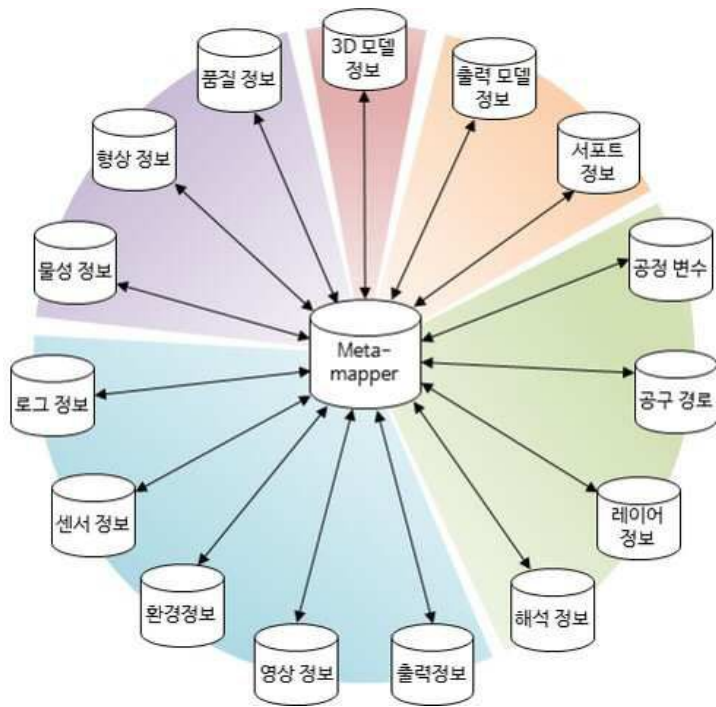 3D 모델
정보
출력 모델
정보
서포트
정보
공정 변수
공구 경로
레이어
정보
해석 정보
출력정보
영상 정보
환경정보
센서 정보
로그 정보
물성 정보
형상 정보
품질 정보
Meta-
mapper